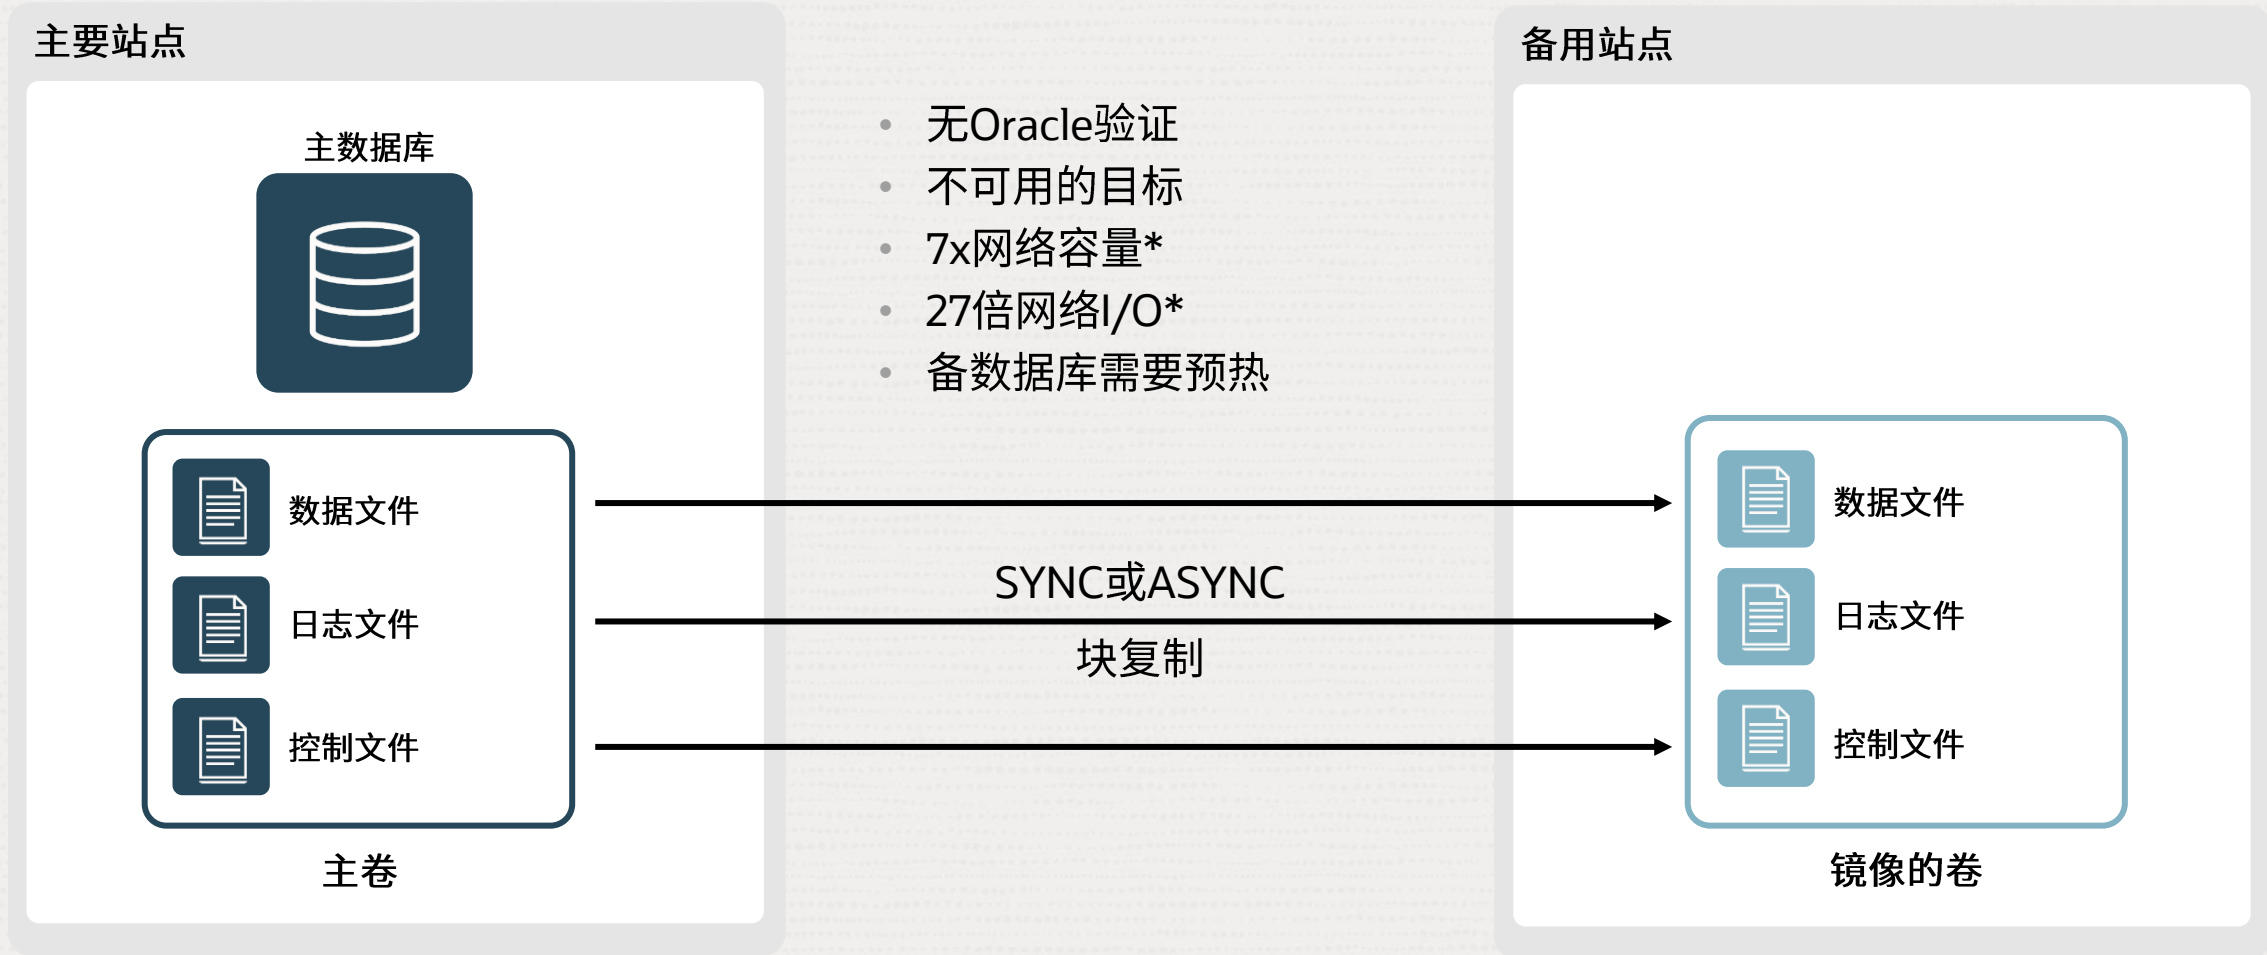 主要站点
主数据库
数据文件
日志文件
控制文件
主卷
无Oracle验证
不可用的目标
7x网络容量*
27倍网络I/O*
备数据库需要预热
SYNC或ASYNC
块复制
备用站点
数据文件
日志文件
控制文件
镜像的卷